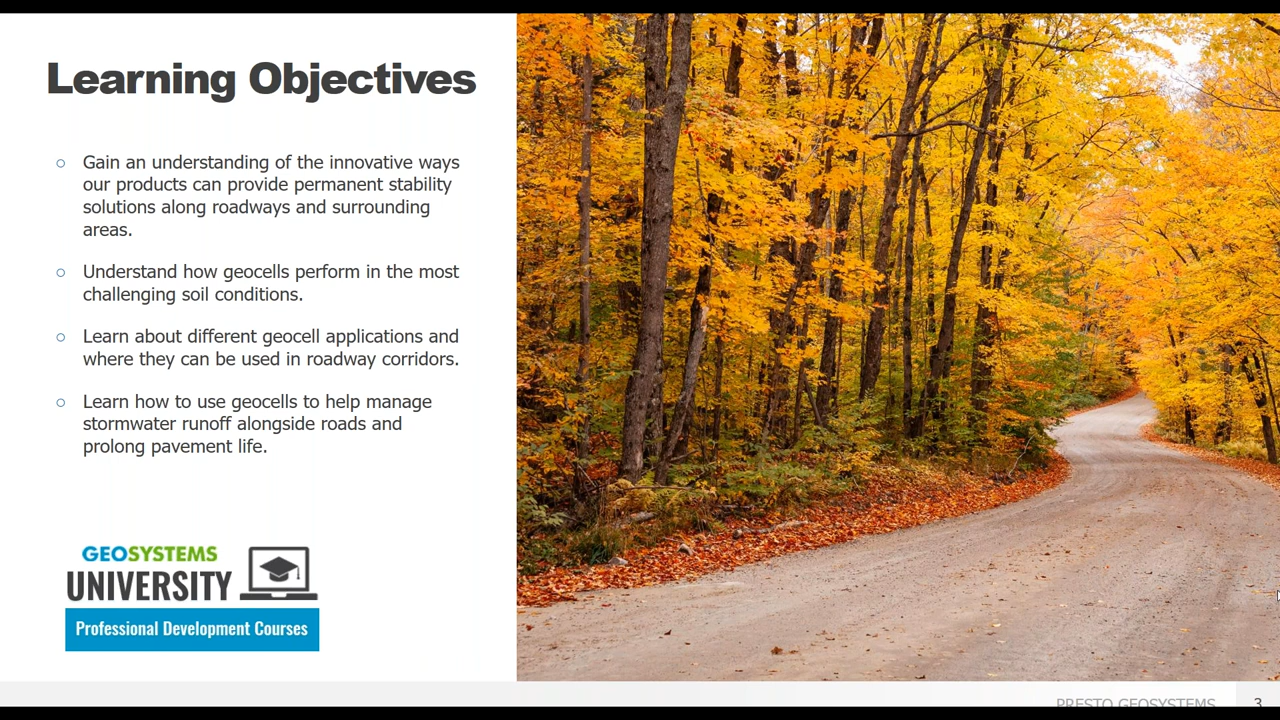 Learning Objectives
○ Gain an understanding of the innovative ways
our products can provide permanent stability
solutions along roadways and surrounding
areas.
○ Understand how geocells perform in the most
challenging soil conditions.
○ Learn about different geocell applications and
where they can be used in roadway corridors.
○ Learn how to use geocells to help manage
stormwater runoff alongside roads and
prolong pavement life.
GEOSYSTEMS
UNIVERSITY
Professional Development Courses
PRESTO GEOSYSTEMS 3